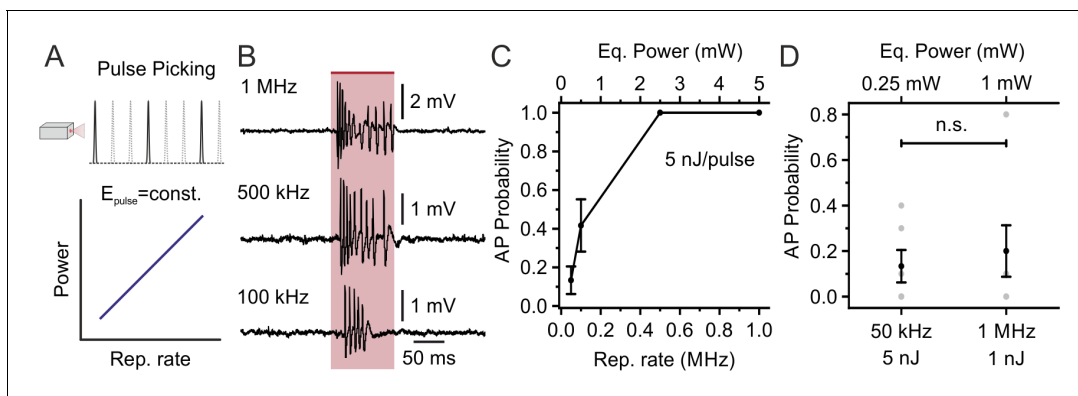 A
Pulse Picking
E pulse=const.
Power
Rep. rate
B
1 MHz
2 mV
500 kHz
1 mV
100 kHz
1 mV
50 ms
C
Eq. Power (mW)
0 1 2 3 4 5
1.0
0.8
0.6
0.4
0.2
0.0
AP Probability
5 nJ/pulse
0.0 0.2 0.4 0.6 0.8 1.0
Rep. rate (MHz)
D
Eq. Power (mW)
0.25 mW 1 mW
0.8
0.6
0.4
0.2
0.0
AP Probability
n.s.
50 kHz 1 MHz
5 nJ 1 nJ